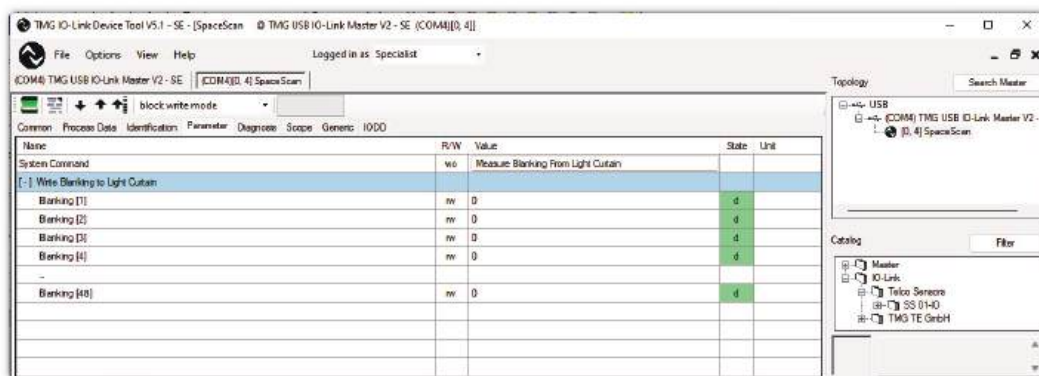 TMG IO-Link Device Tool V5.1 - SE - [SpaceScan @ TMG USB IO-Link Master V2 - SE (COM4)[0, 4]]
File Options View Help Logged in as Specialist
(COM4) TMG USB IO-Link Master V2 - SE (COM4)[0, 4] SpaceScan
block write mode
Common Process Data Identification Parameter Diagnosis Scope Generic IODD
Name R/W Value State Unit
System Command wo Measure Blanking From Light Curtain
[-] Write Blanking to Light Curtain
Blanking [1] rw 0 d
Blanking [2] rw 0 d
Blanking [3] rw 0 d
Blanking [4] rw 0 d
...
Blanking [48] rw 0 d
Topology Search Master
USB
(COM4) TMG USB IO-Link Master V2 -
[0, 4] SpaceScan
Catalog Filter
Master
IO-Link
Telco Sensors
SS 01-IO
TMG TE GmbH